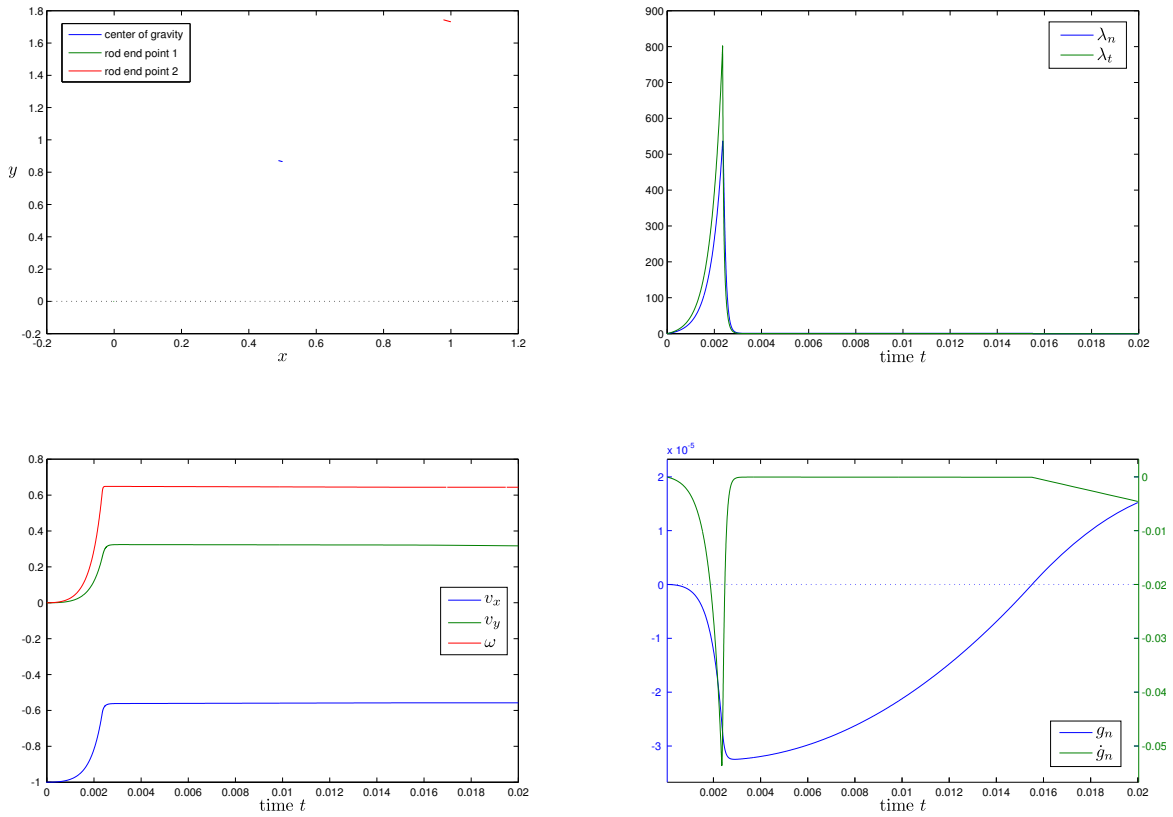 1.8
1.6
1.4
1.2
1
0.8
0.6
0.4
0.2
0
-0.2
y
-0.2 0 0.2 0.4 0.6 0.8 1 1.2
x
center of gravity
rod end point 1
rod end point 2
900
800
700
600
500
400
300
200
100
0
0 0.002 0.004 0.006 0.008 0.01 0.012 0.014 0.016 0.018 0.02
time t
λn
λt
0.8
0.6
0.4
0.2
0
-0.2
-0.4
-0.6
-0.8
-1
0 0.002 0.004 0.006 0.008 0.01 0.012 0.014 0.016 0.018 0.02
time t
vx
vy
ω
x 10^-5
2
1
0
-1
-2
-3
0
-0.01
-0.02
-0.03
-0.04
-0.05
0.002 0.004 0.006 0.008 0.01 0.012 0.014 0.016 0.018 0.02
time t
gn
ġn